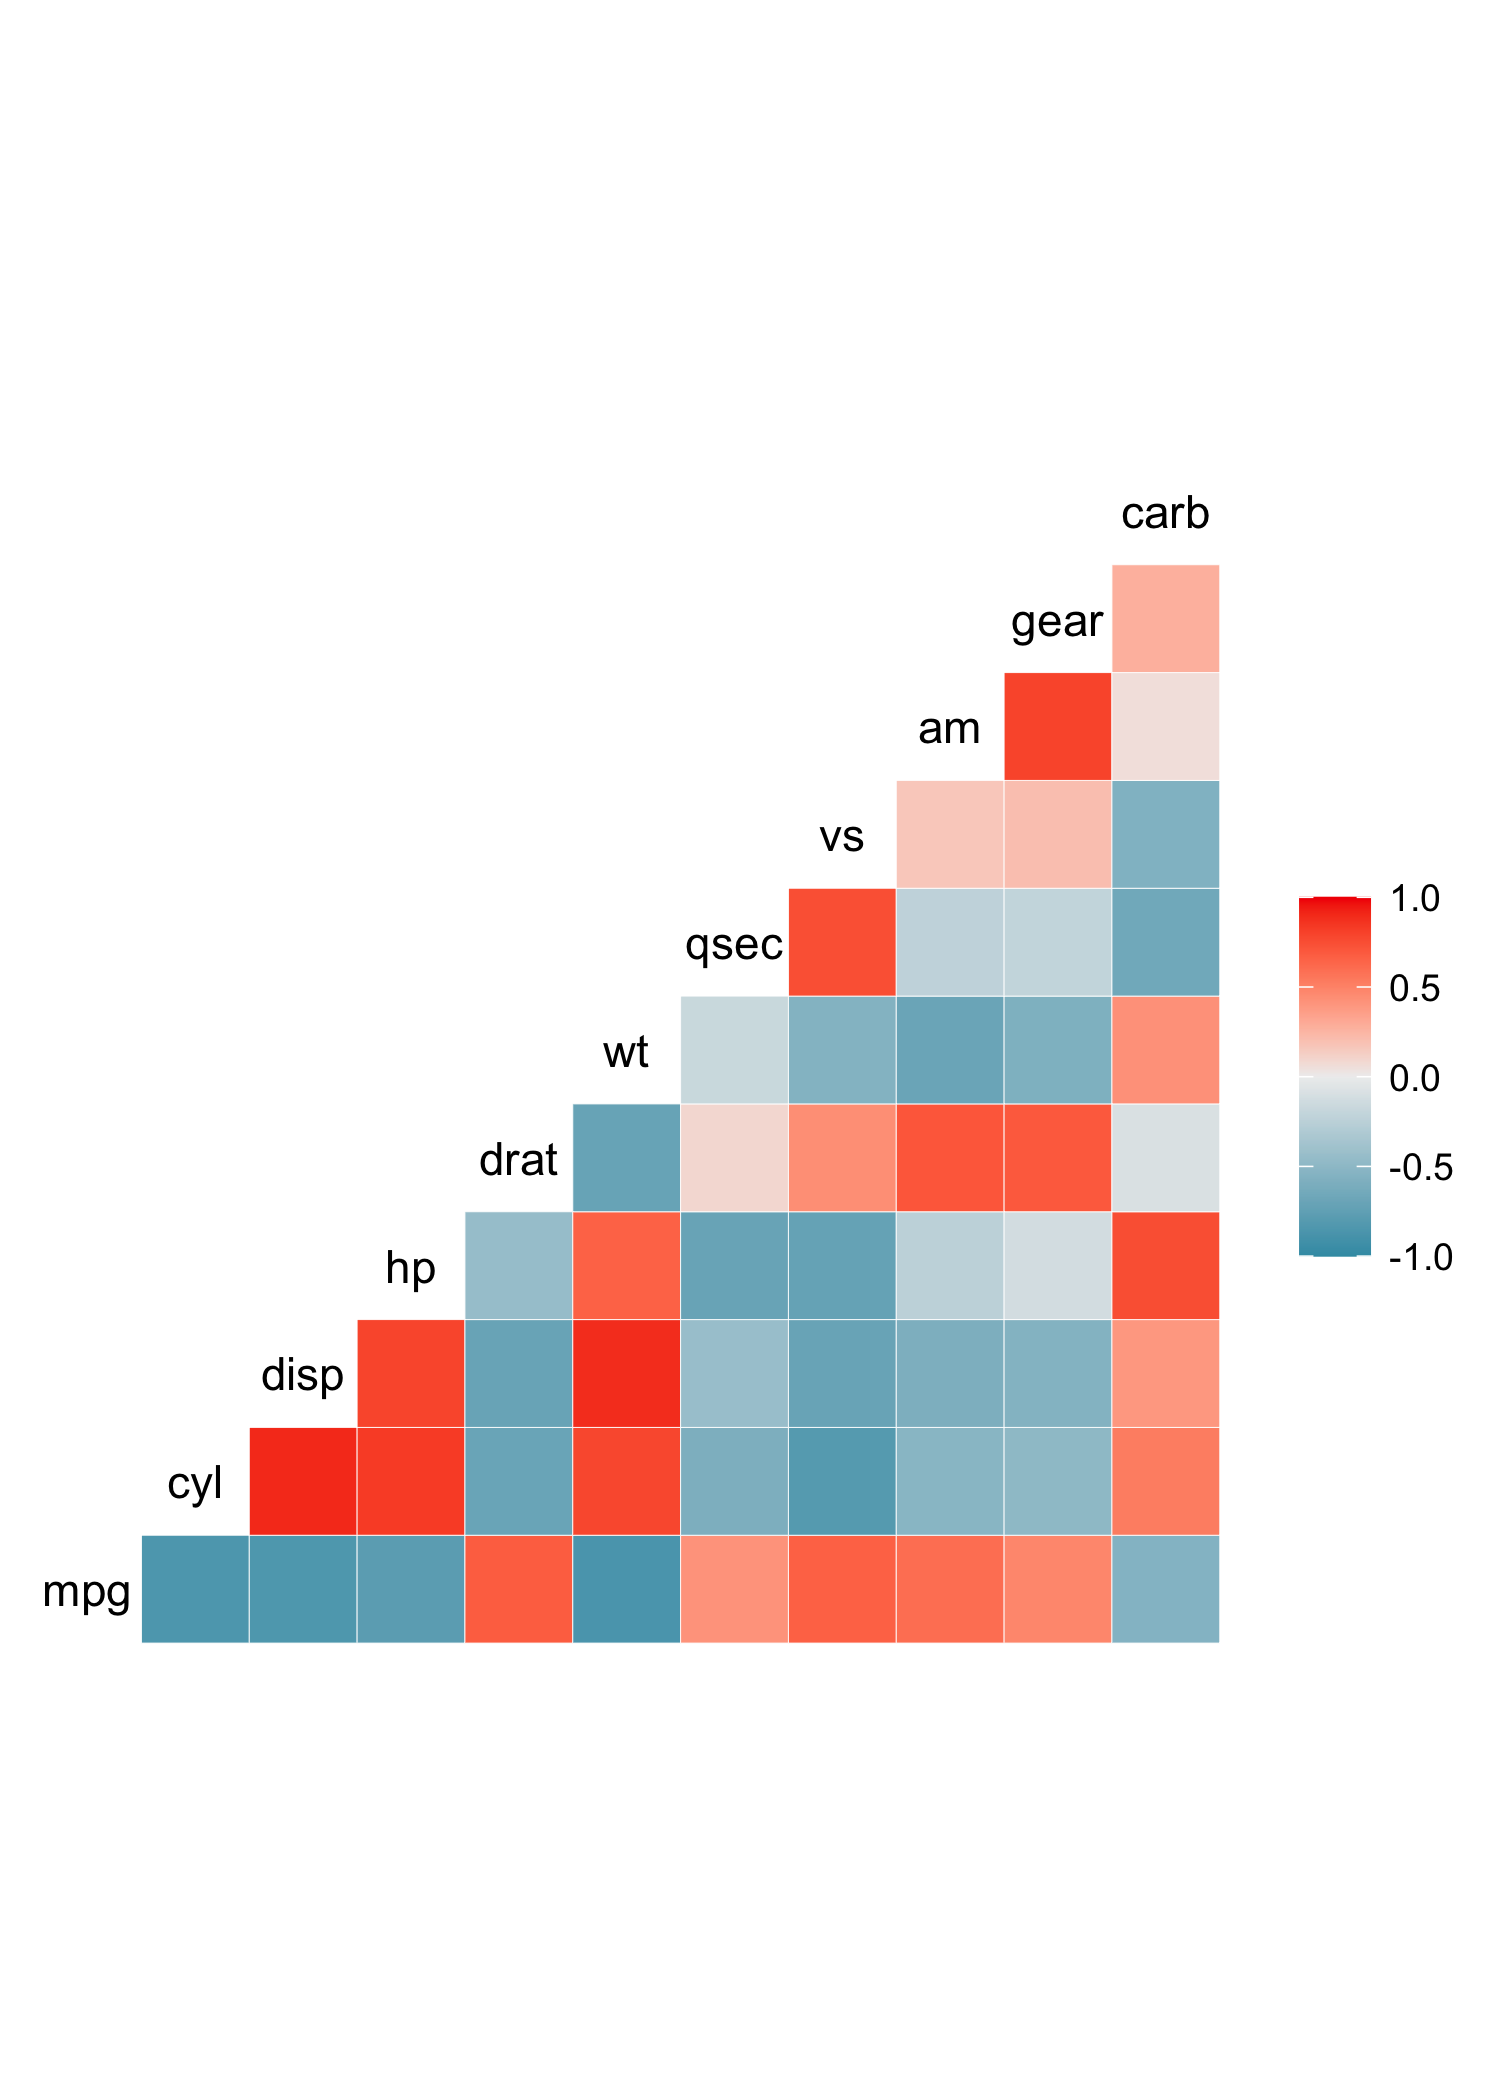 carb
gear
am
vs
qsec
wt
drat
hp
disp
cyl
mpg
1.0
0.5
0.0
-0.5
-1.0